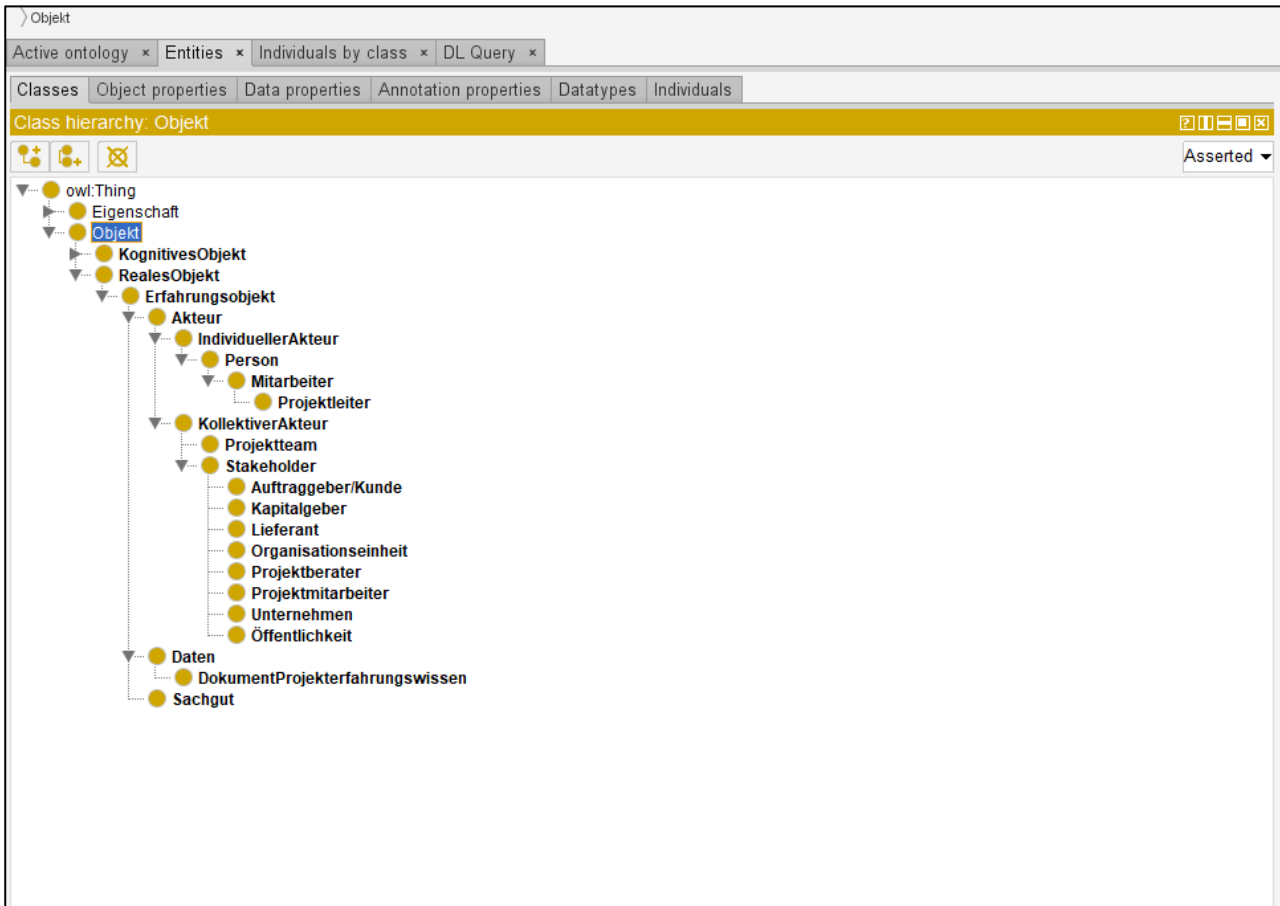 Objekt
Active ontology × Entities × Individuals by class × DL Query ×
Classes Object properties Data properties Annotation properties Datatypes Individuals
Class hierarchy: Objekt
Asserted
owl:Thing
Eigenschaft
Objekt
KognitivesObjekt
RealesObjekt
Erfahrungsobjekt
Akteur
IndividuellerAkteur
Person
Mitarbeiter
Projektleiter
KollektiverAkteur
Projektteam
Stakeholder
Auftraggeber/Kunde
Kapitalgeber
Lieferant
Organisationseinheit
Projektberater
Projektmitarbeiter
Unternehmen
Öffentlichkeit
Daten
DokumentProjekterfahrungswissen
Sachgut